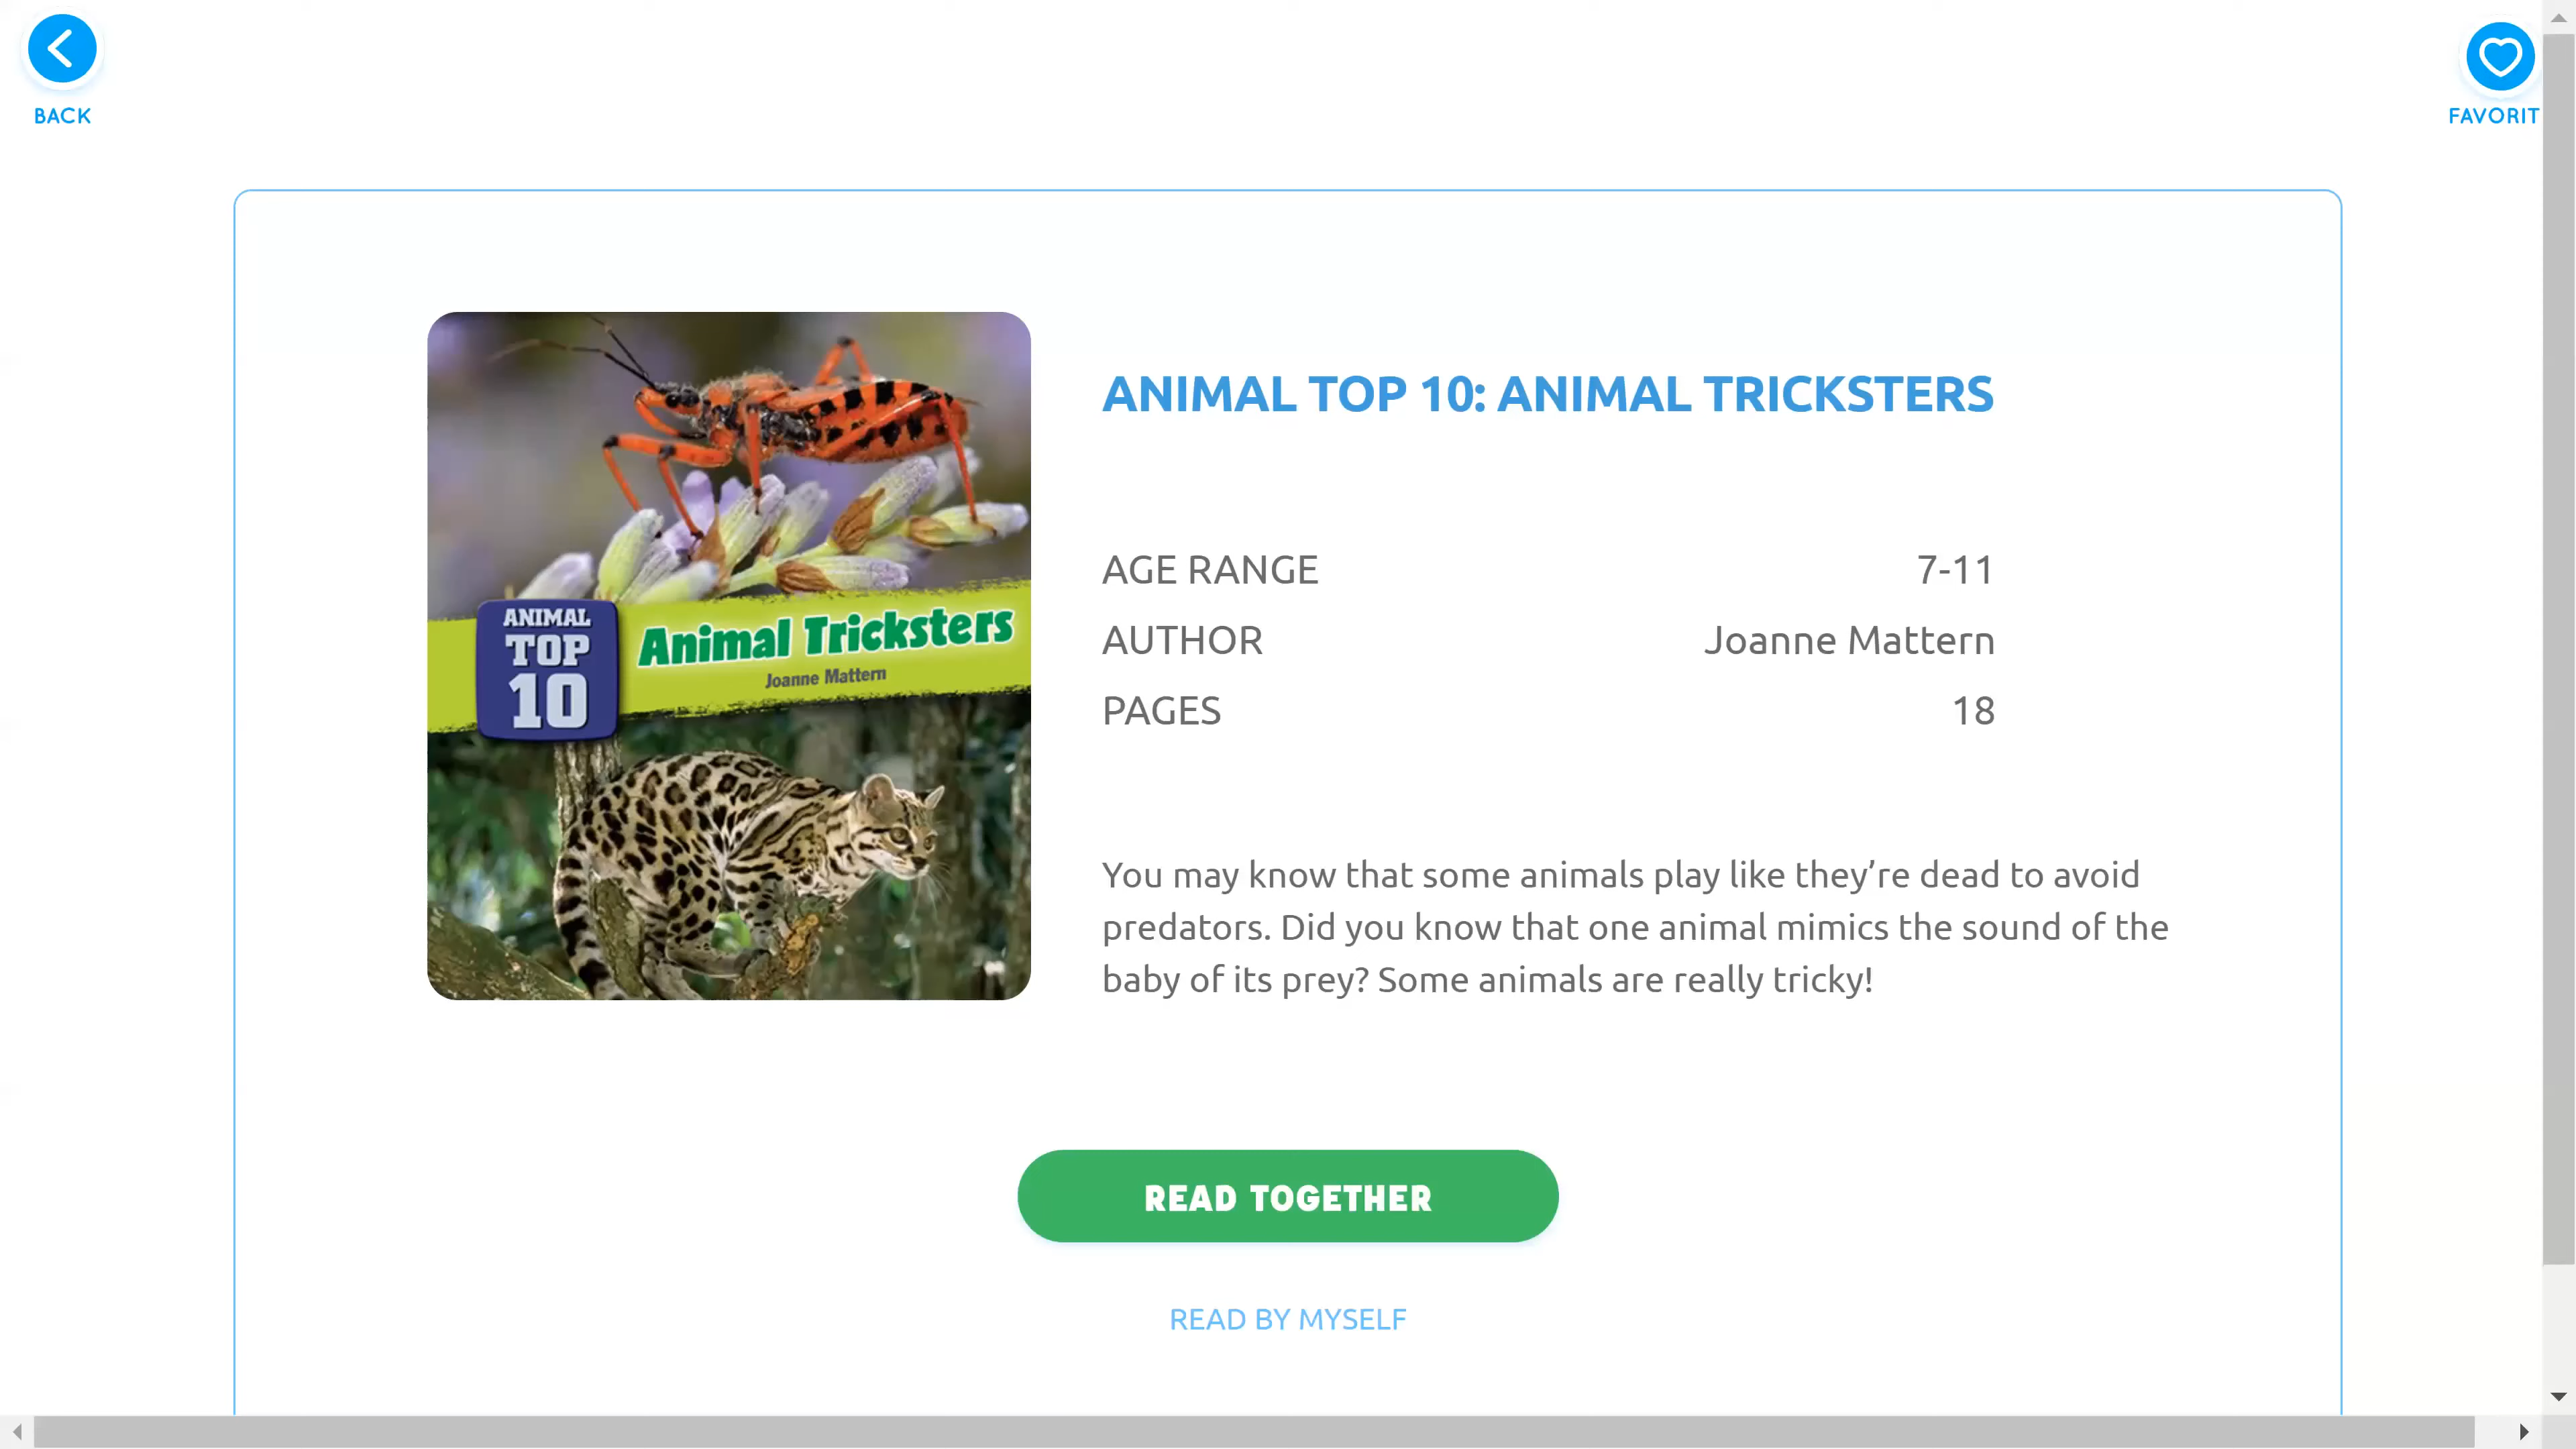 BACK
FAVORIT
ANIMAL TOP 10: ANIMAL TRICKSTERS
AGE RANGE 7-11
AUTHOR Joanne Mattern
PAGES 18
ANIMAL
TOP
10
Animal Tricksters
Joanne Mattern
You may know that some animals play like they’re dead to avoid
predators. Did you know that one animal mimics the sound of the
baby of its prey? Some animals are really tricky!
READ TOGETHER
READ BY MYSELF